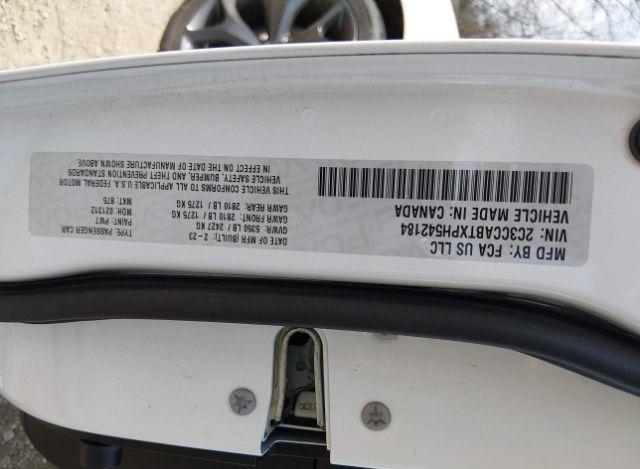 MFD BY: FCA US LLC
DATE OF MFR (BUILT): 2-23
TYPE: PASSENGER CAR
VIN: 2C3CCABTXPH542184
GVWR: 5350 / LB 2427 KG
PAINT: PW7
VEHICLE MADE IN: CANADA
GAWR FRONT: 2810 / LB 1275 KG
MDH: 021312
GAWR REAR: 2810 / LB 1275 KG
MKT: 875
THIS VEHICLE CONFORMS TO ALL APPLICABLE U.S.A. FEDERAL MOTOR
VEHICLE SAFETY, BUMPER, AND THEFT PREVENTION STANDARDS
IN EFFECT ON THE DATE OF MANUFACTURE SHOWN ABOVE.